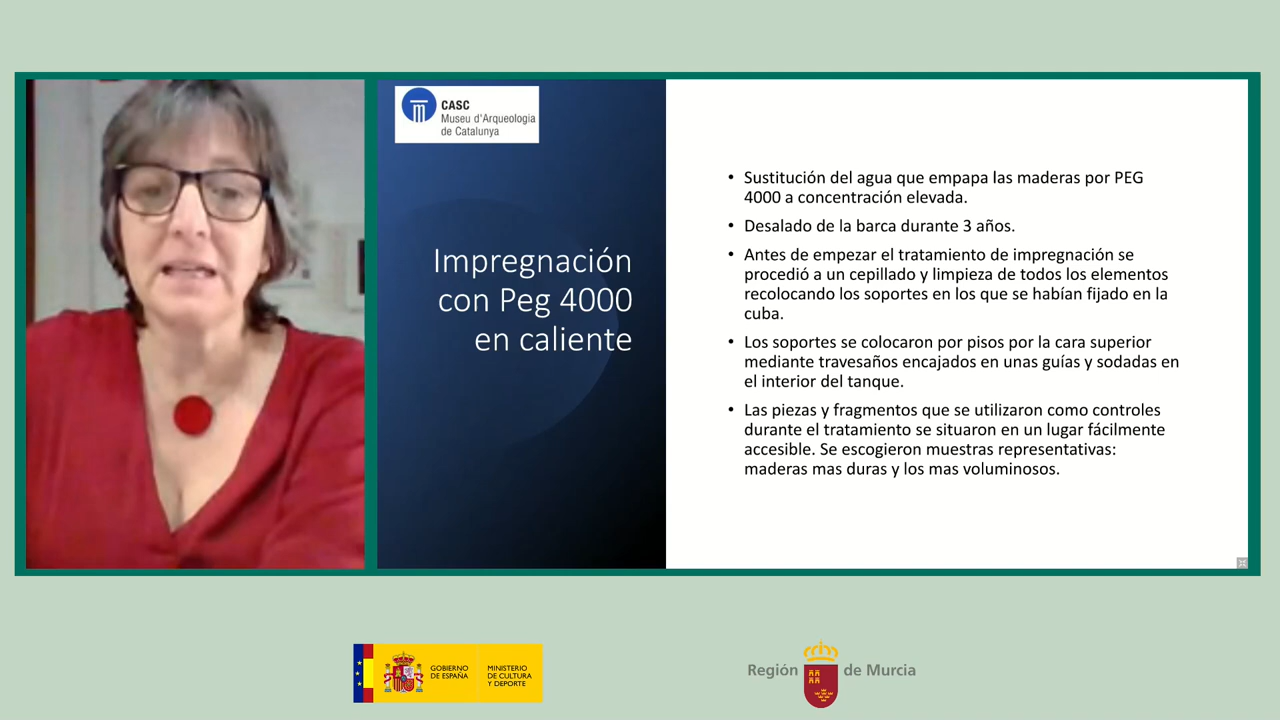 CASC
Museu d'Arqueologia
de Catalunya
Impregnación
con Peg 4000
en caliente
• Sustitución del agua que empapa las maderas por PEG
4000 a concentración elevada.
• Desalado de la barca durante 3 años.
• Antes de empezar el tratamiento de impregnación se
procedió a un cepillado y limpieza de todos los elementos
recolocando los soportes en los que se habían fijado en la
cuba.
• Los soportes se colocaron por pisos por la cara superior
mediante travesaños encajados en unas guías y sodadas en
el interior del tanque.
• Las piezas y fragmentos que se utilizaron como controles
durante el tratamiento se situaron en un lugar fácilmente
accesible. Se escogieron muestras representativas:
maderas mas duras y los mas voluminosos.
GOBIERNO
DE ESPAÑA
MINISTERIO
DE CULTURA
Y DEPORTE
Región de Murcia